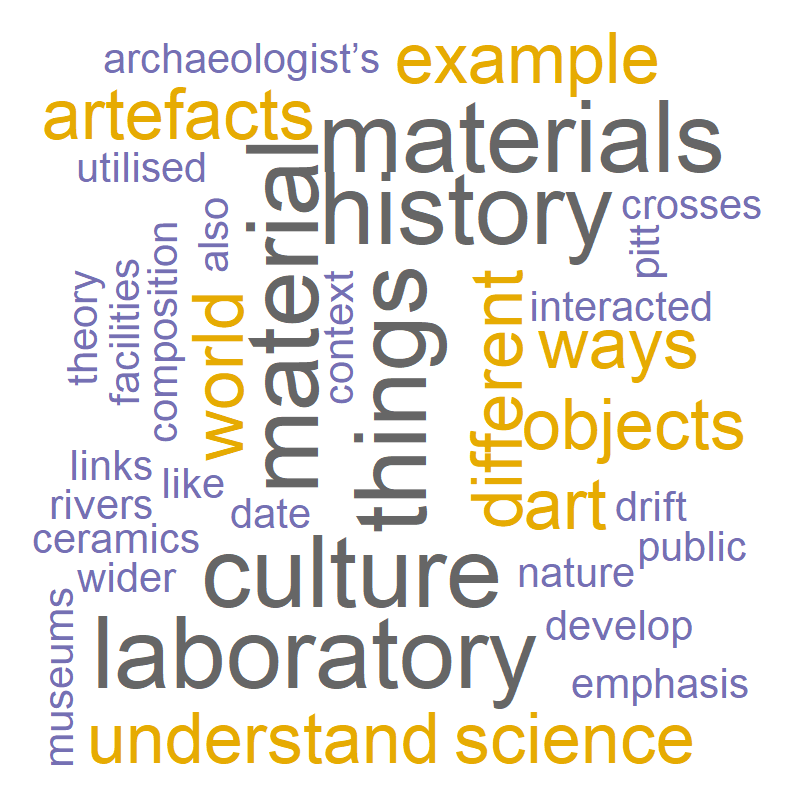 archaeologist’s
example
artefacts
materials
utilised
material
history
also
crosses
pitt
theory
facilities
composition
world
context
things
different
interacted
ways
objects
links
like
rivers
date
art
drift
ceramics
culture
public
wider
nature
museums
laboratory
develop
emphasis
understand
science